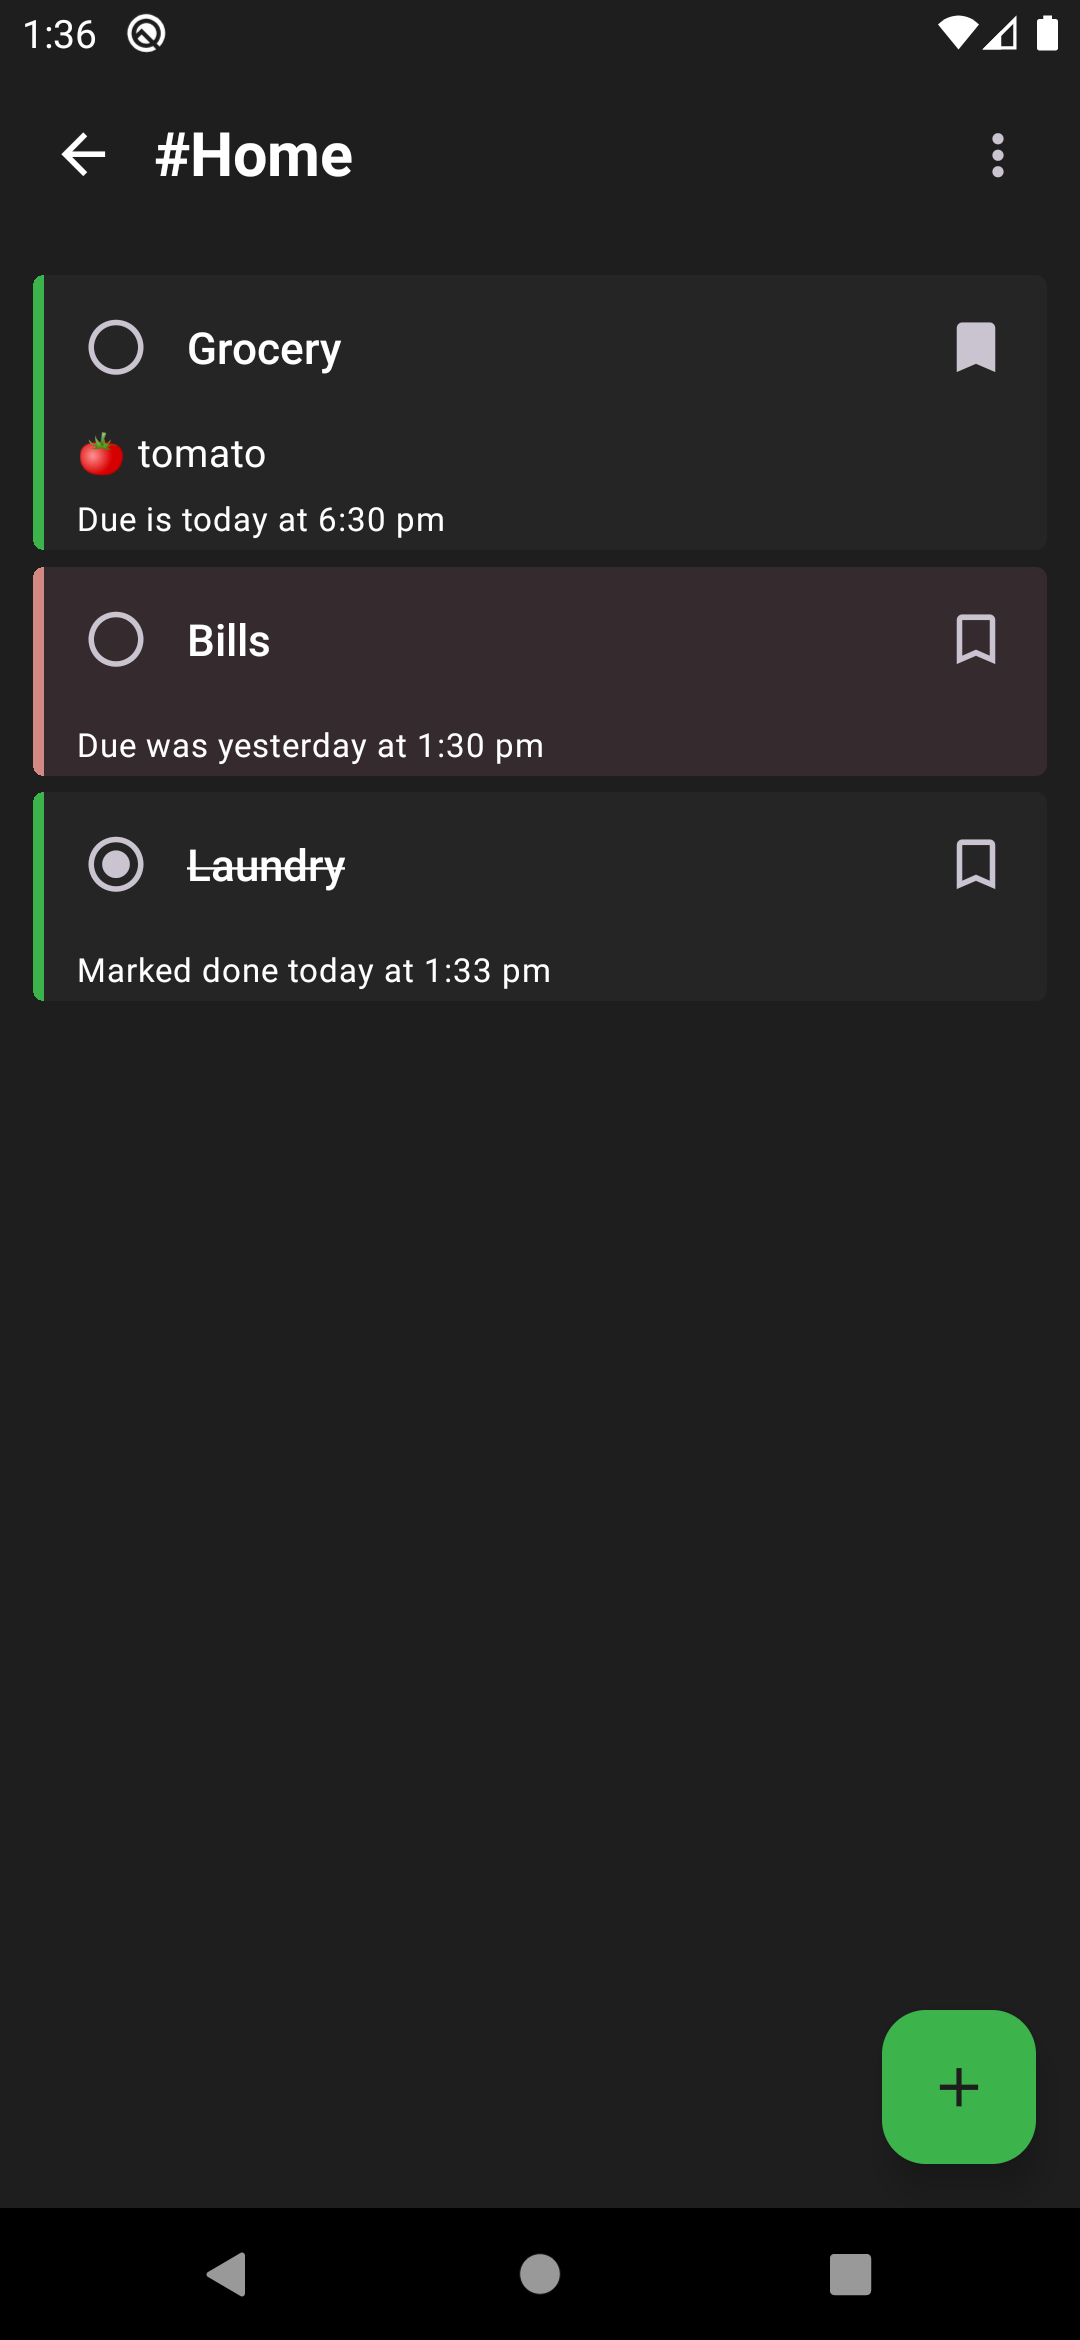 1:36
#Home
Grocery
🍅 tomato
Due is today at 6:30 pm
Bills
Due was yesterday at 1:30 pm
Laundry
Marked done today at 1:33 pm